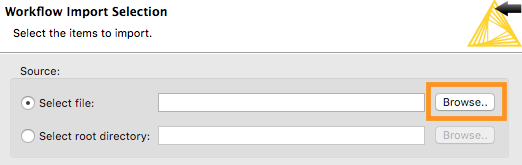 Workflow Import Selection
Select the items to import.
Source:
Select file: Browse..
Select root directory: Browse..